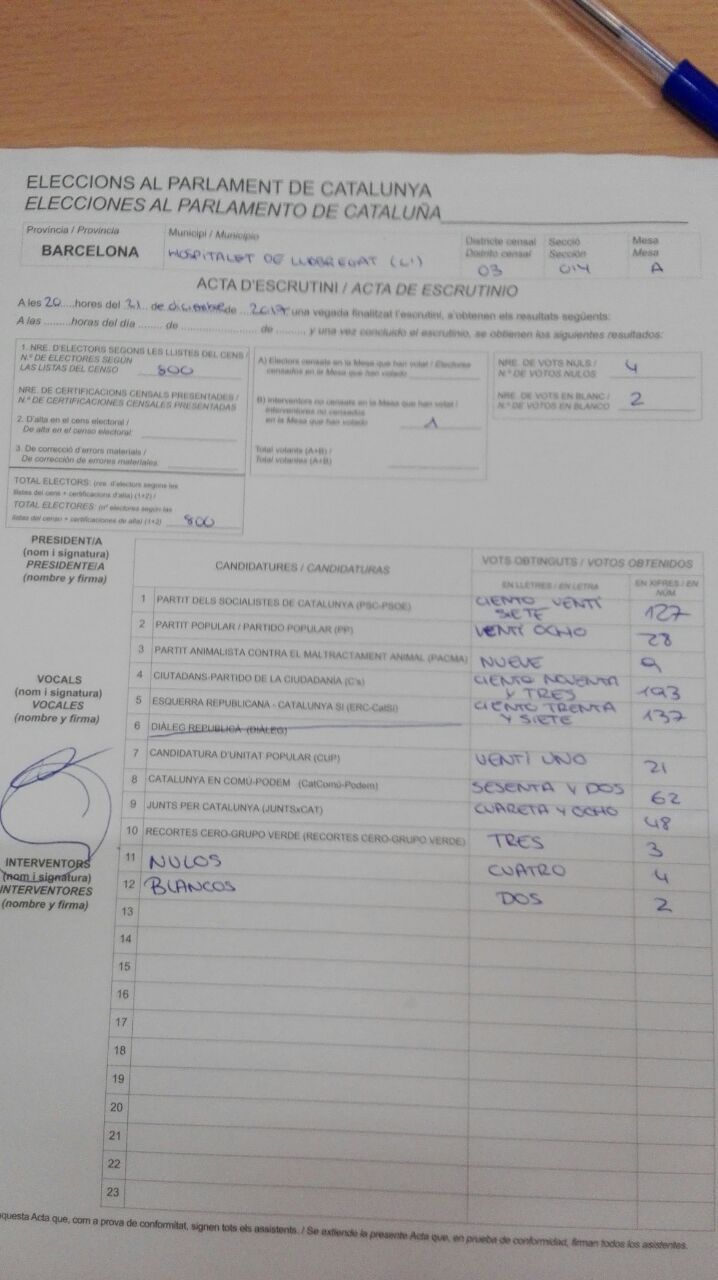 ELECCIONS AL PARLAMENT DE CATALUNYA
ELECCIONES AL PARLAMENTO DE CATALUÑA
Província / Provincia
BARCELONA
Municipi / Municipio
HOSPITALET DE LLOBREGAT (L')
Districte censal
Distrito censal
03
Secció
Sección
014
Mesa
Mesa
A
ACTA D'ESCRUTINI / ACTA DE ESCRUTINIO
A les 20 hores del 21 de diciembre de 2017 una vegada finalitzat l'escrutini, s'obtenen els resultats següents:
A las ......... horas del día ....... de .................... de ......... y una vez concluido el escrutinio, se obtienen los siguientes resultados:
1. NRE. D'ELECTORS SEGONS LES LLISTES DEL CENS /
N.º DE ELECTORES SEGÚN
LAS LISTAS DEL CENSO 800
NRE. DE CERTIFICACIONS CENSALS PRESENTADES /
N.º DE CERTIFICACIONES CENSALES PRESENTADAS
2. D'alta en el cens electoral /
De alta en el censo electoral:
3. De correcció d'errors materials /
De corrección de errores materiales:
TOTAL ELECTORS: (nre. d'electors segons les
llistes del cens + certificacions d'alta) (1+2) /
TOTAL ELECTORES: (nº electores según las
listas del censo + certificaciones de alta) (1+2) 800
A) Electors censats en la Mesa que han votat / Electores
censados en la Mesa que han votado
B) Interventors no censats en la Mesa que han votat /
Interventores no censados
en la Mesa que han votado 1
Total votants (A+B) /
Total votantes (A+B)
NRE. DE VOTS NULS /
N.º DE VOTOS NULOS 4
NRE. DE VOTS EN BLANC /
N.º DE VOTOS EN BLANCO 2
PRESIDENT/A
(nom i signatura)
PRESIDENTE/A
(nombre y firma)
VOCALS
(nom i signatura)
VOCALES
(nombre y firma)
INTERVENTORS
(nom i signatura)
INTERVENTORES
(nombre y firma)
CANDIDATURES / CANDIDATURAS
VOTS OBTINGUTS / VOTOS OBTENIDOS
EN LLETRES / EN LETRA
EN XIFRES / EN NÚM
1 PARTIT DELS SOCIALISTES DE CATALUNYA (PSC-PSOE) CIENTO VENTI SIETE 127
2 PARTIT POPULAR / PARTIDO POPULAR (PP) VENTI OCHO 28
3 PARTIT ANIMALISTA CONTRA EL MALTRACTAMENT ANIMAL (PACMA) NUEVE 9
4 CIUTADANS-PARTIDO DE LA CIUDADANÍA (C's) CIENTO NOVENTA Y TRES 193
5 ESQUERRA REPUBLICANA - CATALUNYA SÍ (ERC-CatSí) CIENTO TRENTA Y SIETE 137
6 DIÀLEG REPUBLICÀ (DIÀLEG)
7 CANDIDATURA D'UNITAT POPULAR (CUP) VENTI UNO 21
8 CATALUNYA EN COMÚ-PODEM (CatComú-Podem) SESENTA Y DOS 62
9 JUNTS PER CATALUNYA (JUNTSxCAT) CUARETA Y OCHO 48
10 RECORTES CERO-GRUPO VERDE (RECORTES CERO-GRUPO VERDE) TRES 3
11 NULOS CUATRO 4
12 BLANCOS DOS 2
13
14
15
16
17
18
19
20
21
22
23
questa Acta que, com a prova de conformitat, signen tots els assistents. / Se extiende la presente Acta que, en prueba de conformidad, firman todos los asistentes.